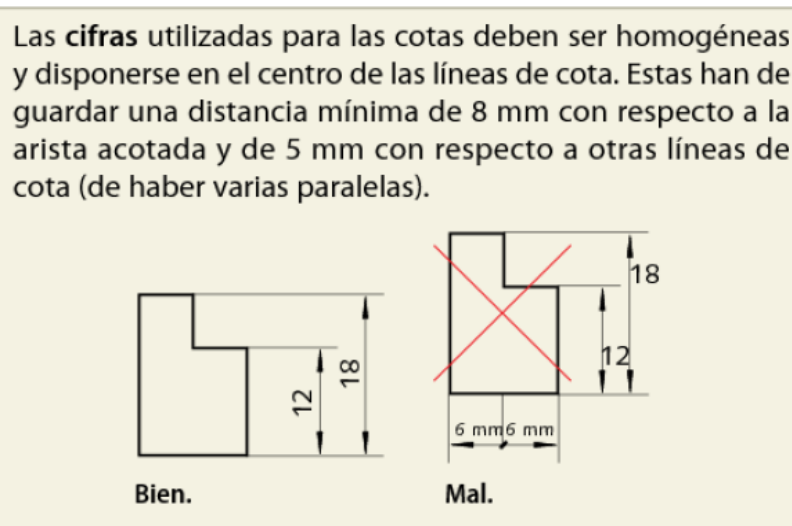 Las cifras utilizadas para las cotas deben ser homogéneas
y disponerse en el centro de las líneas de cota. Estas han de
guardar una distancia mínima de 8 mm con respecto a la
arista acotada y de 5 mm con respecto a otras líneas de
cota (de haber varias paralelas).
12
18
Bien.
18
12
6 mm 6 mm
Mal.